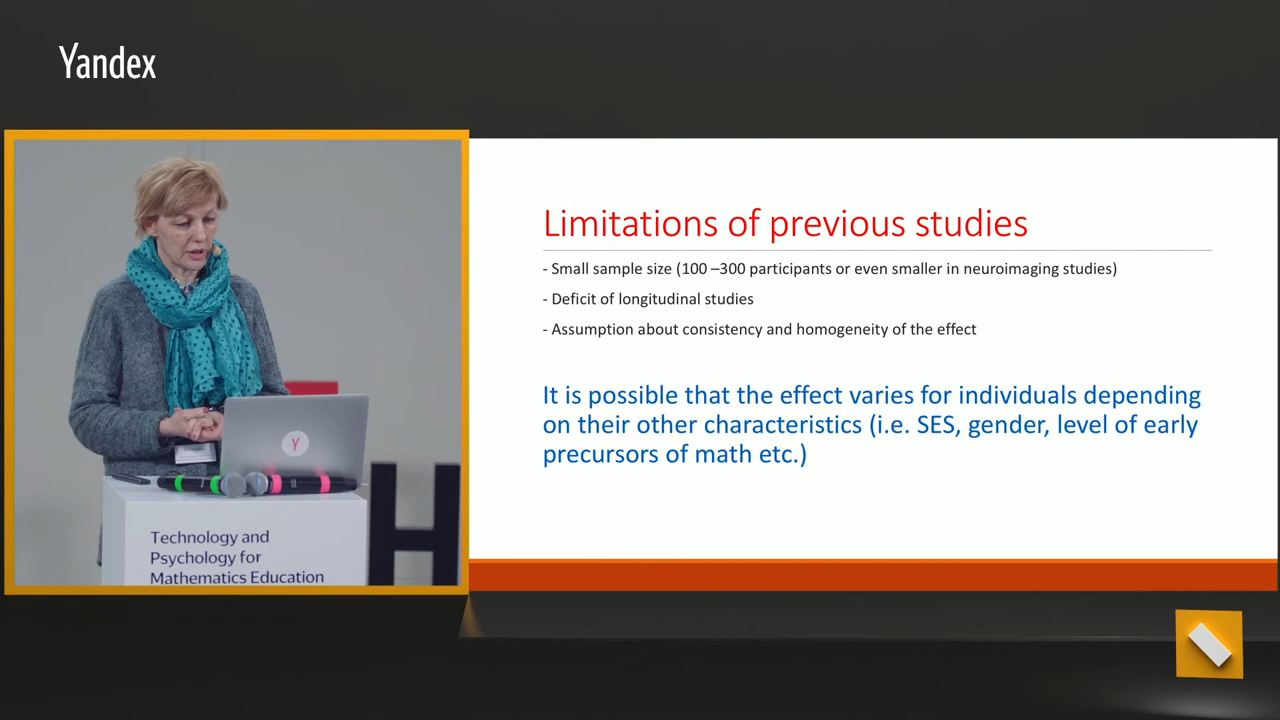 Yandex
Limitations of previous studies
- Small sample size (100 –300 participants or even smaller in neuroimaging studies)
- Deficit of longitudinal studies
- Assumption about consistency and homogeneity of the effect
It is possible that the effect varies for individuals depending
on their other characteristics (i.e. SES, gender, level of early
precursors of math etc.)
Y
H
Technology and
Psychology for
Mathematics Education